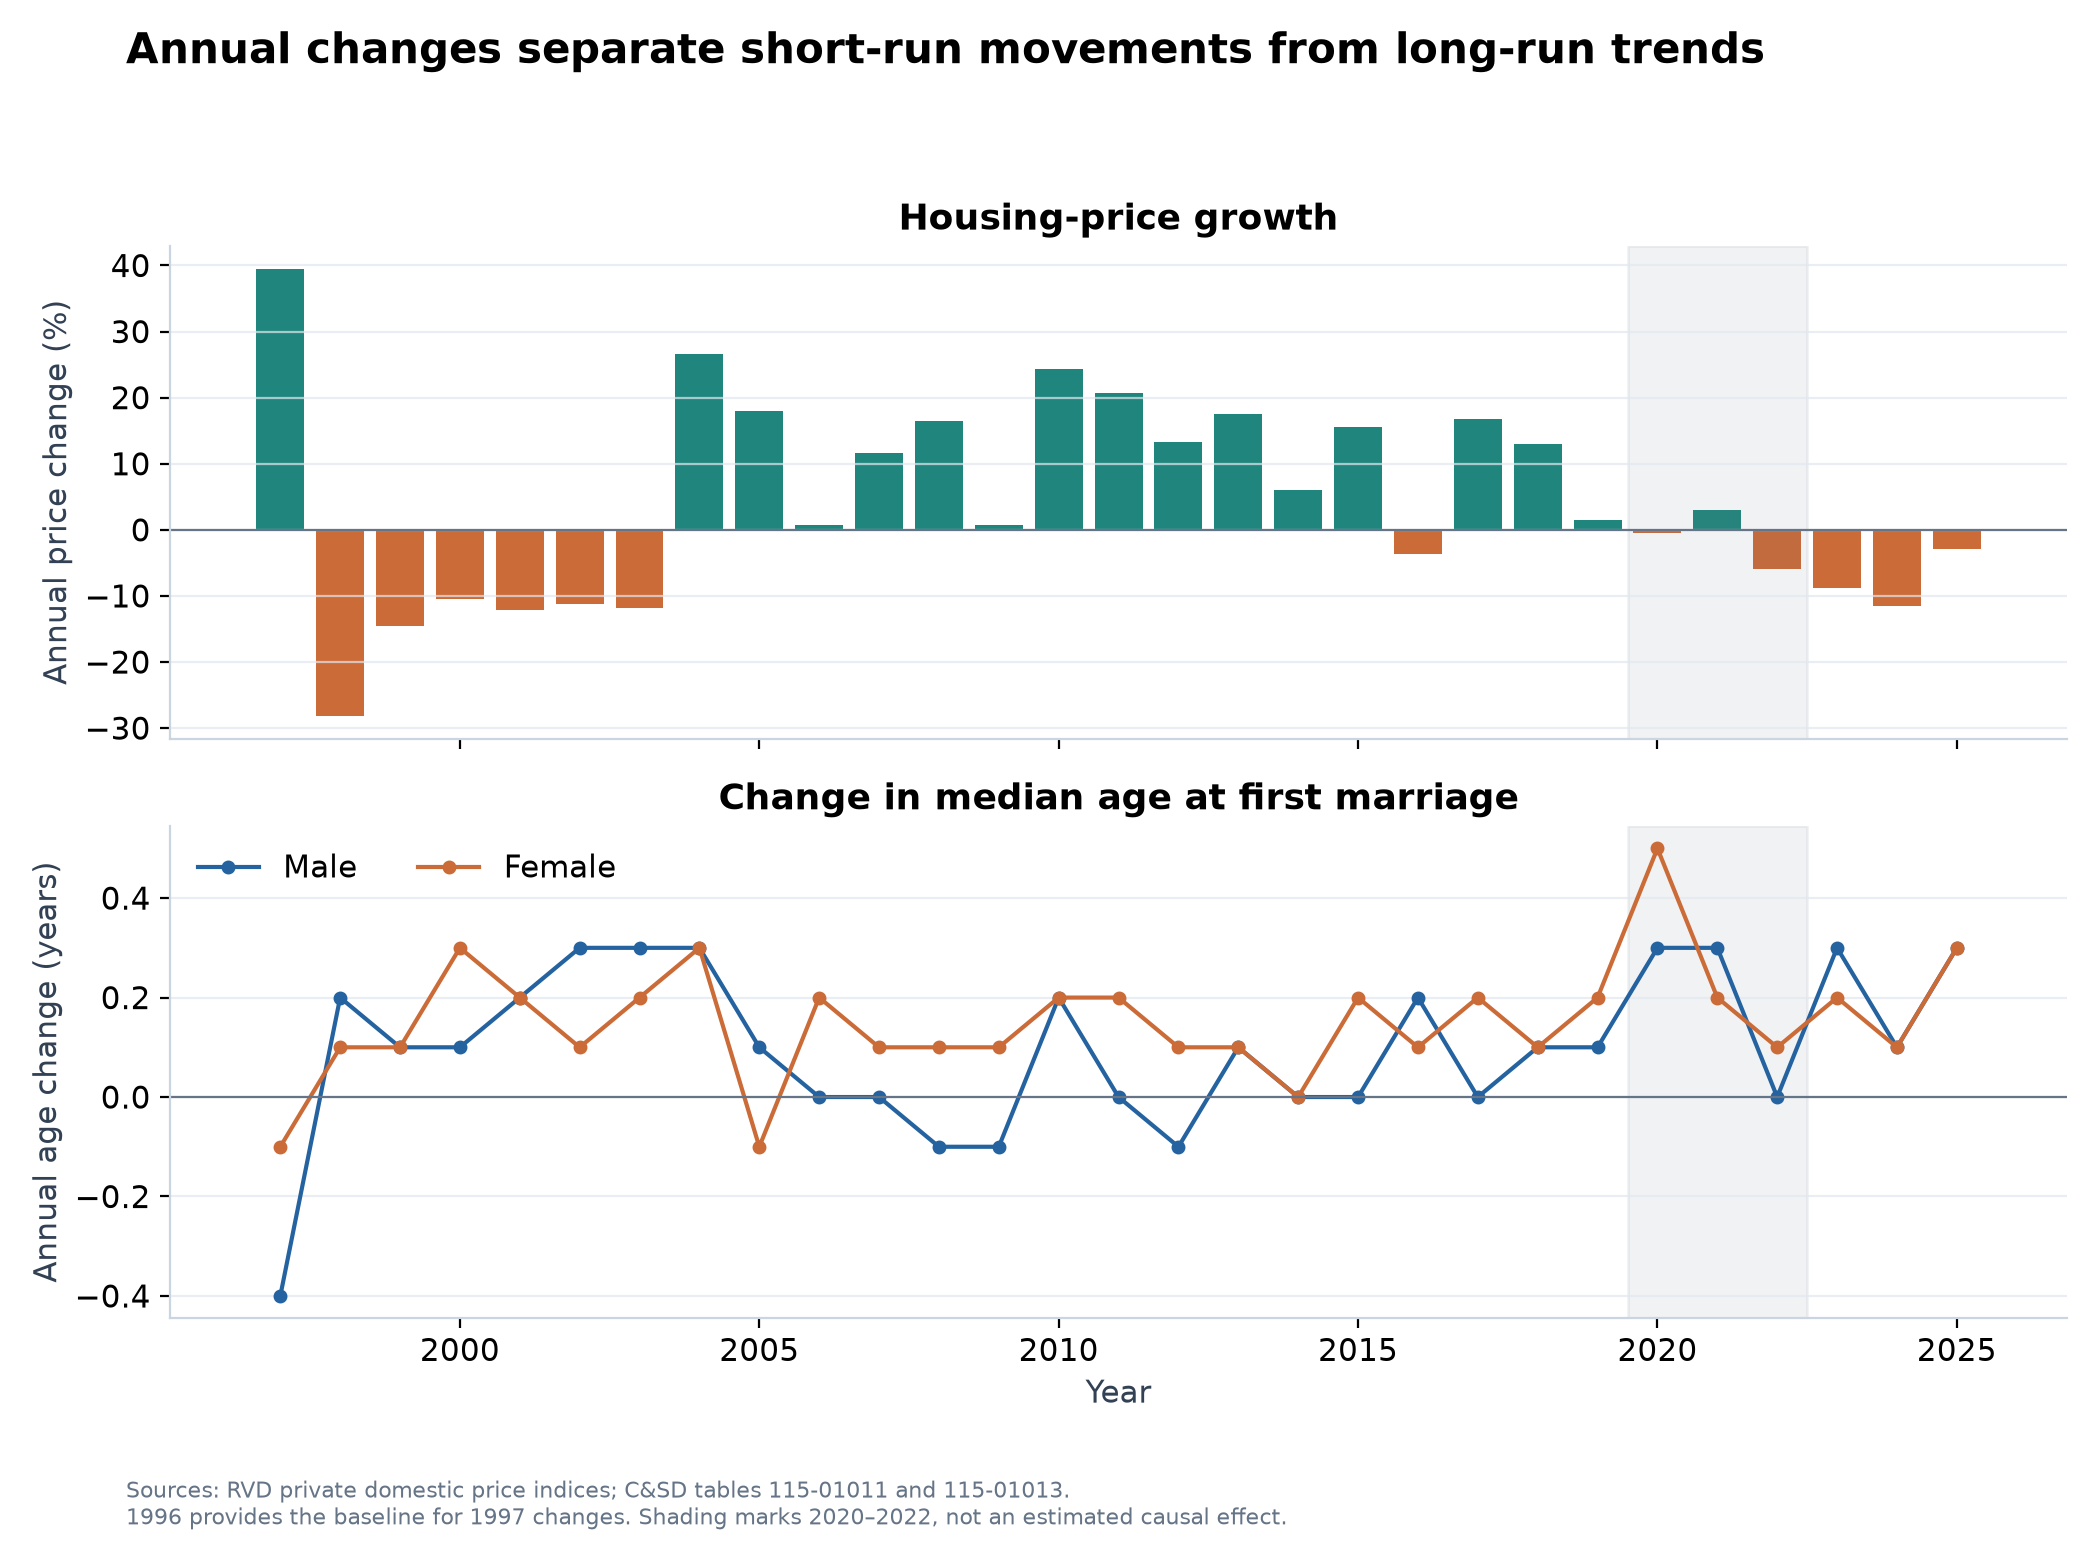 Annual changes separate short-run movements from long-run trends
Housing-price growth
Annual price change (%)
40
30
20
10
0
−10
−20
−30
Change in median age at first marriage
Male
Female
Annual age change (years)
0.4
0.2
0.0
−0.2
−0.4
2000 2005 2010 2015 2020 2025
Year
Sources: RVD private domestic price indices; C&SD tables 115-01011 and 115-01013.
1996 provides the baseline for 1997 changes. Shading marks 2020–2022, not an estimated causal effect.